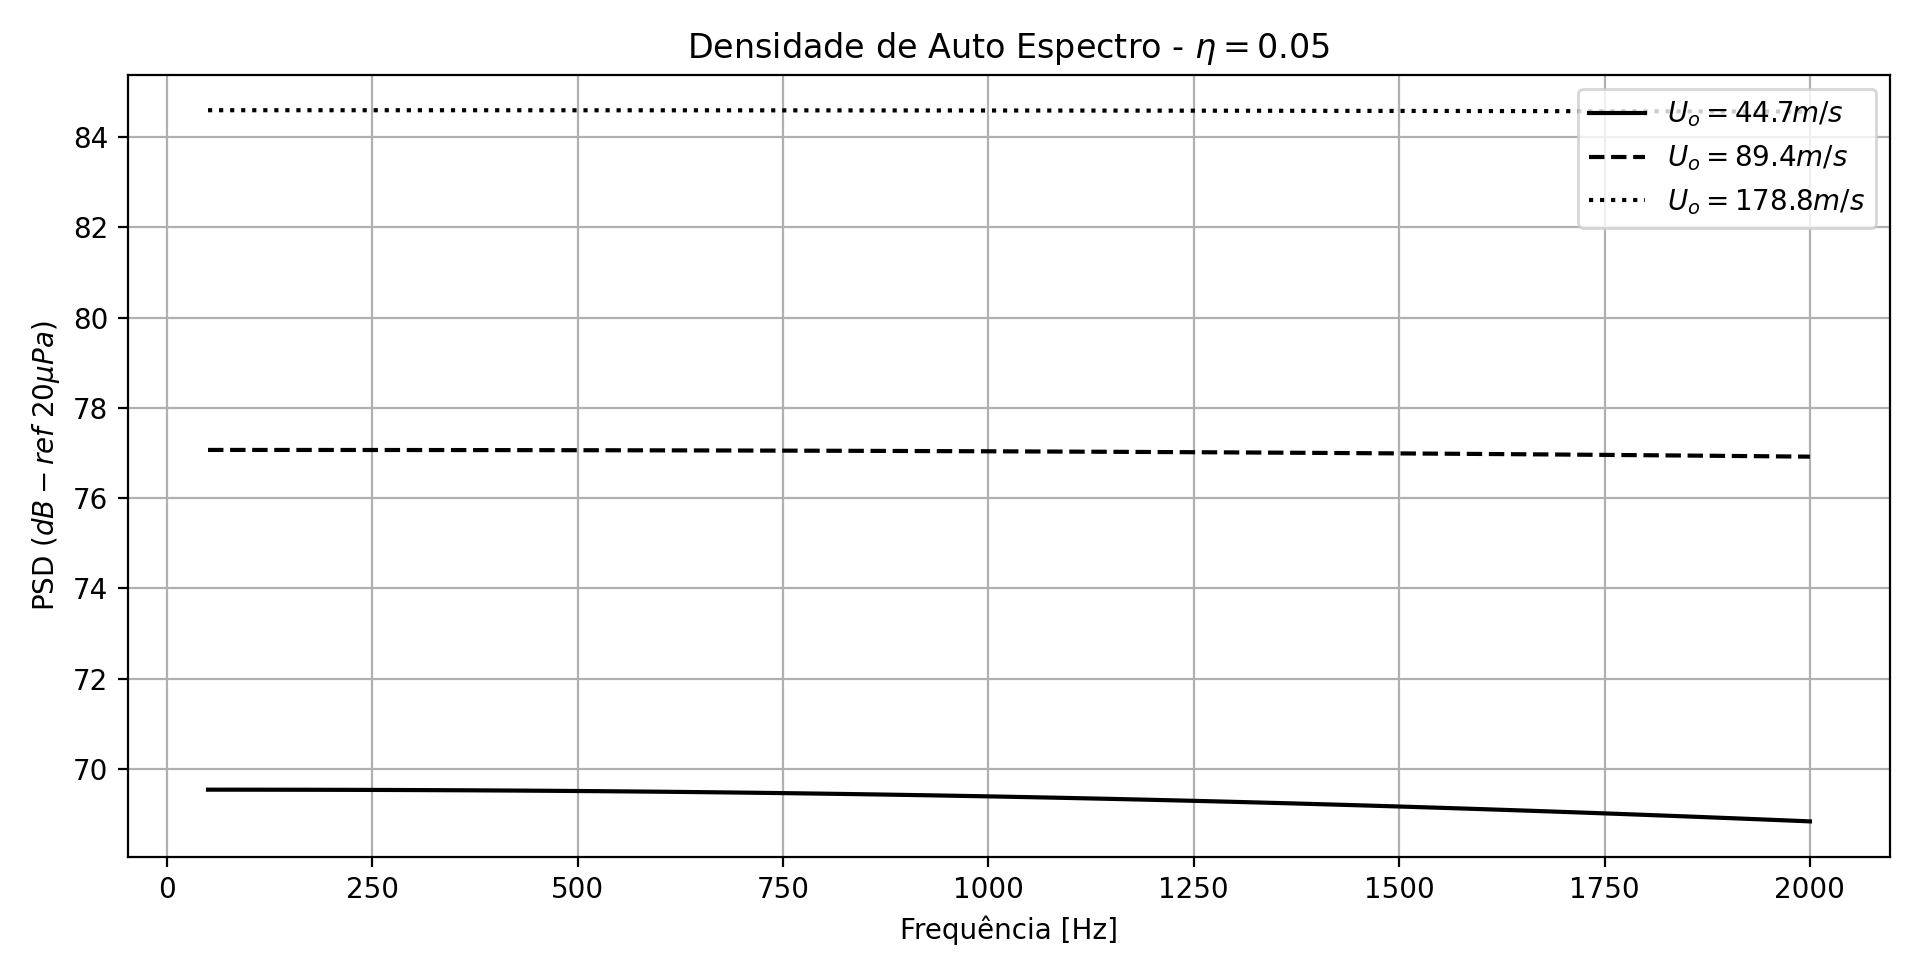 Densidade de Auto Espectro - η = 0.05
PSD (dB − ref 20μPa)
84
82
80
78
76
74
72
70
U_o = 44.7m/s
U_o = 89.4m/s
U_o = 178.8m/s
0 250 500 750 1000 1250 1500 1750 2000
Frequência [Hz]